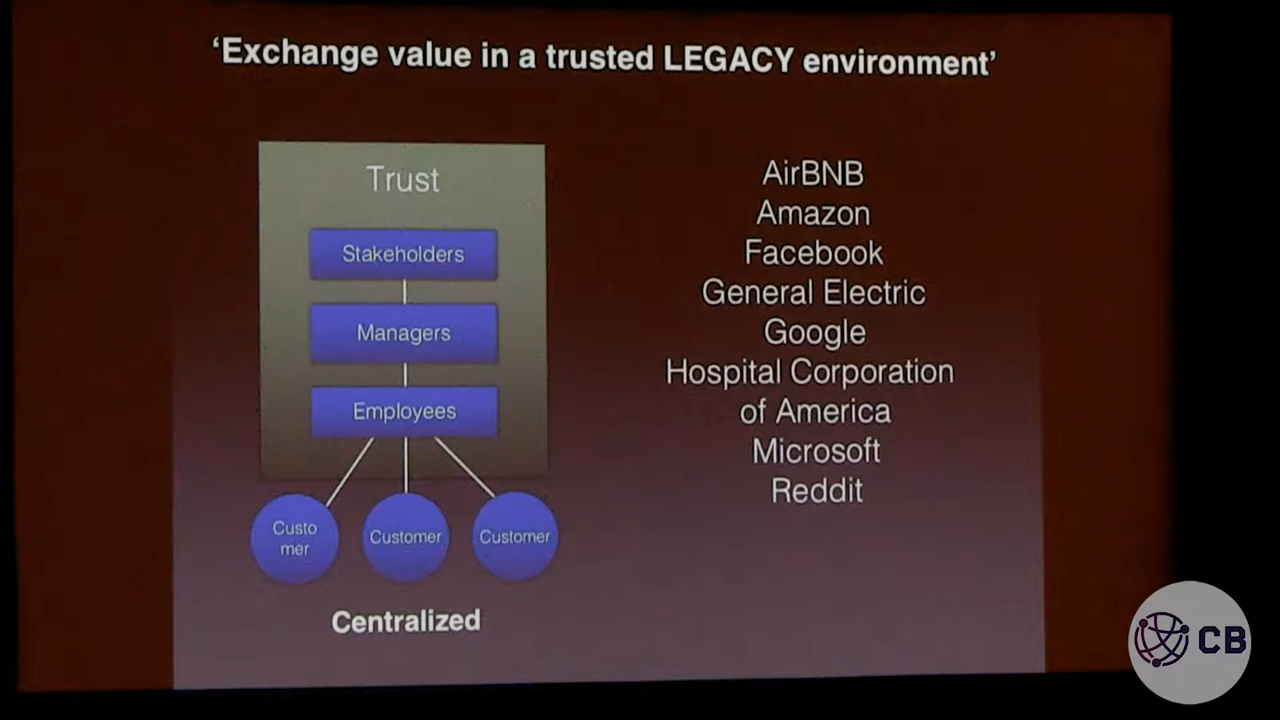 ‘Exchange value in a trusted LEGACY environment’
Trust
Stakeholders
Managers
Employees
Custo
mer
Customer
Customer
Centralized
AirBNB
Amazon
Facebook
General Electric
Google
Hospital Corporation
of America
Microsoft
Reddit
CB